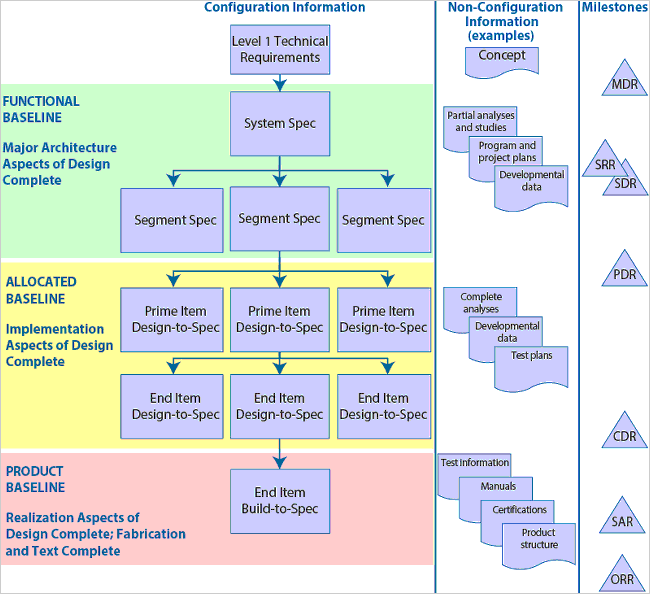 Configuration Information
Non-Configuration
Information
(examples)
Milestones
Level 1 Technical
Requirements
Concept
MDR
FUNCTIONAL
BASELINE
Major Architecture
Aspects of Design
Complete
System Spec
Partial analyses
and studies
Program and
project plans
Developmental
data
SRR
SDR
Segment Spec
Segment Spec
Segment Spec
PDR
ALLOCATED
BASELINE
Implementation
Aspects of Design
Complete
Prime Item
Design-to-Spec
Prime Item
Design-to-Spec
Prime Item
Design-to-Spec
Complete
analyses
Developmental
data
Test plans
End Item
Design-to-Spec
End Item
Design-to-Spec
End Item
Design-to-Spec
CDR
PRODUCT
BASELINE
Realization Aspects of
Design Complete; Fabrication
and Text Complete
End Item
Build-to-Spec
Test Information
Manuals
Certifications
Product
structure
SAR
ORR